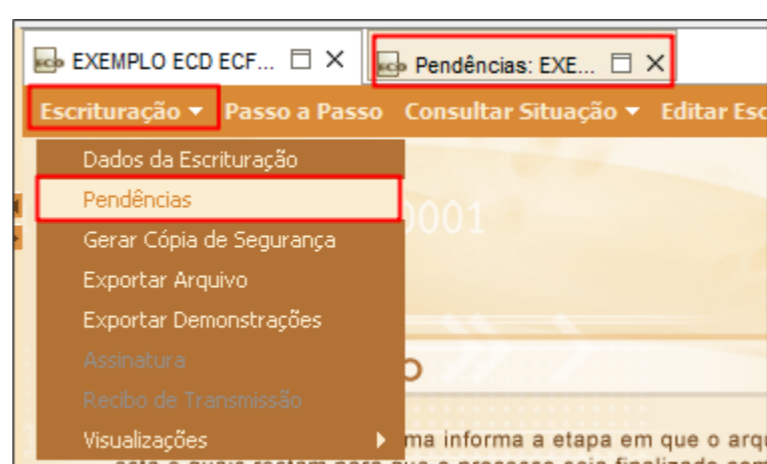 EXEMPLO ECD ECF... Pendências: EXE...
Escrituração Passo a Passo Consultar Situação Editar Esc
Dados da Escrituração
Pendências
0001
Gerar Cópia de Segurança
Exportar Arquivo
Exportar Demonstrações
Assinatura
o
Recibo de Transmissão
Visualizações
ma informa a etapa em que o arqu